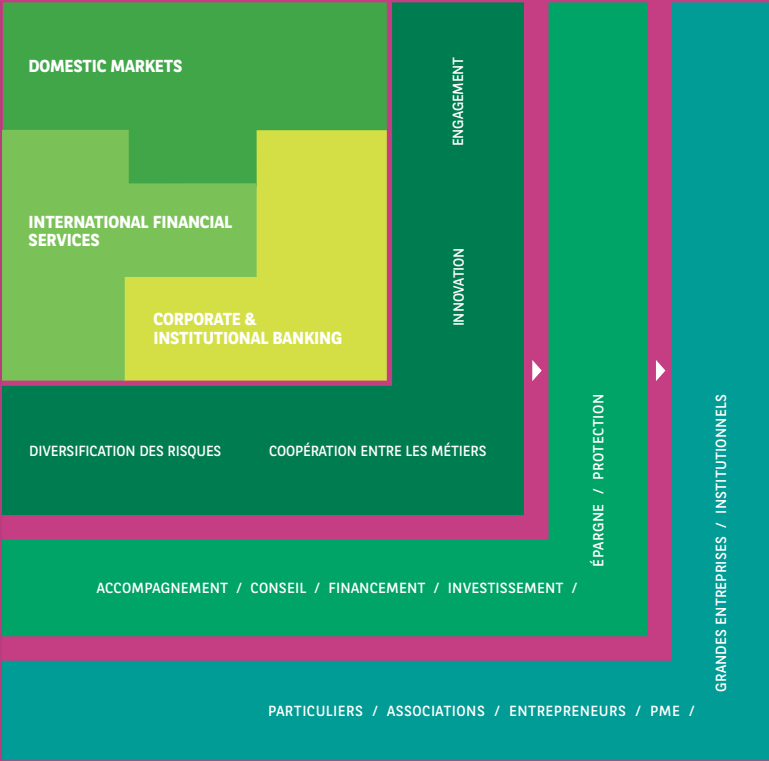 DOMESTIC MARKETS
INTERNATIONAL FINANCIAL
SERVICES
CORPORATE &
INSTITUTIONAL BANKING
ENGAGEMENT
INNOVATION
DIVERSIFICATION DES RISQUES
COOPÉRATION ENTRE LES MÉTIERS
ACCOMPAGNEMENT / CONSEIL / FINANCEMENT / INVESTISSEMENT /
ÉPARGNE / PROTECTION
PARTICULIERS / ASSOCIATIONS / ENTREPRENEURS / PME /
GRANDES ENTREPRISES / INSTITUTIONNELS